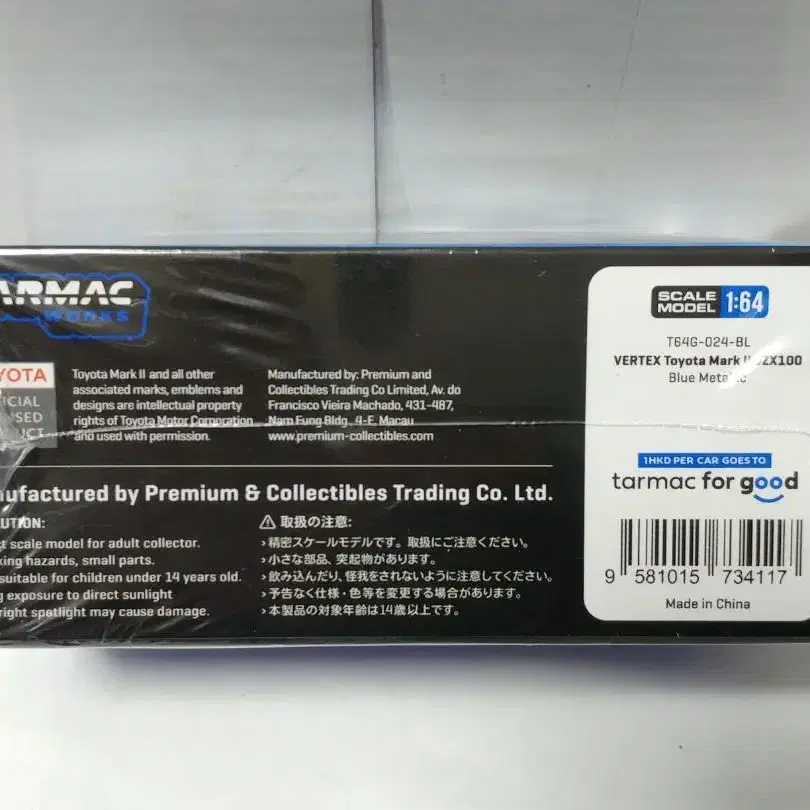 ARMAC
WORKS
YOTA
CIAL
NSED
UCT
Toyota Mark II and all other
associated marks, emblems and
designs are intellectual property
rights of Toyota Motor Corporation
and used with permission.
Manufactured by: Premium and
Collectibles Trading Co Limited, Av. do
Francisco Vieira Machado, 431-487,
Nam Fung Bldg., 4-E, Macau
www.premium-collectibles.com
nufactured by Premium & Collectibles Trading Co. Ltd.
UTION:
t scale model for adult collector.
king hazards, small parts.
suitable for children under 14 years old.
g exposure to direct sunlight
right spotlight may cause damage.
⚠ 取扱の注意:
›精密スケールモデルです。取扱にご注意ください。
›小さな部品、突起物があります。
›飲み込んだり、怪我をされないように注意してください。
›予告なく仕様・色等を変更する場合があります。
›本製品の対象年齢は14歳以上です。
SCALE MODEL 1:64
T64G-024-BL
VERTEX Toyota Mark II JZX100
Blue Metallic
1HKD PER CAR GOES TO
tarmac for good
9 581015 734117
Made in China